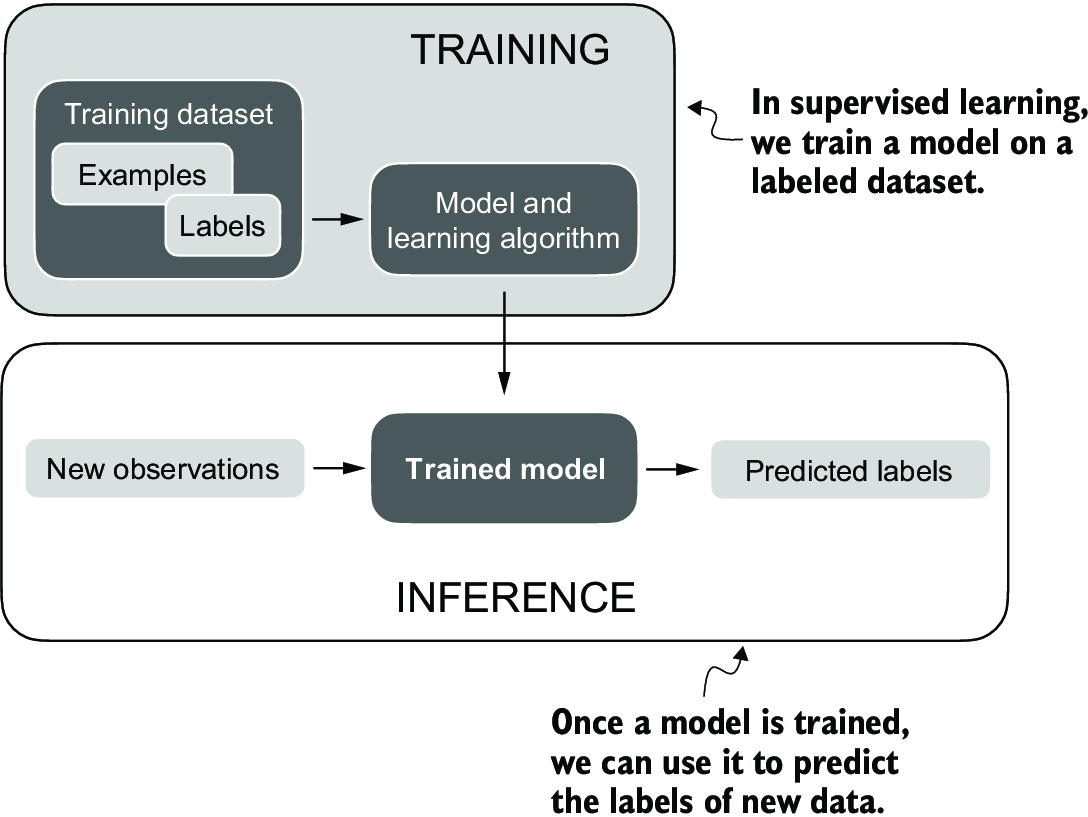 TRAINING
Training dataset
Examples
Labels
Model and
learning algorithm
In supervised learning,
we train a model on a
labeled dataset.
New observations
Trained model
Predicted labels
INFERENCE
Once a model is trained,
we can use it to predict
the labels of new data.